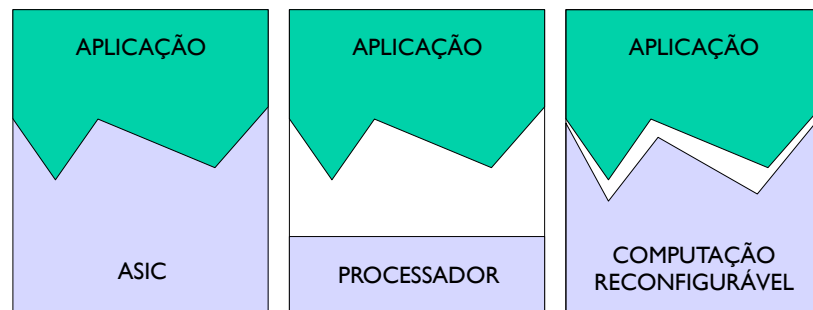 APLICAÇÃO
ASIC
APLICAÇÃO
PROCESSADOR
APLICAÇÃO
COMPUTAÇÃO
RECONFIGURÁVEL